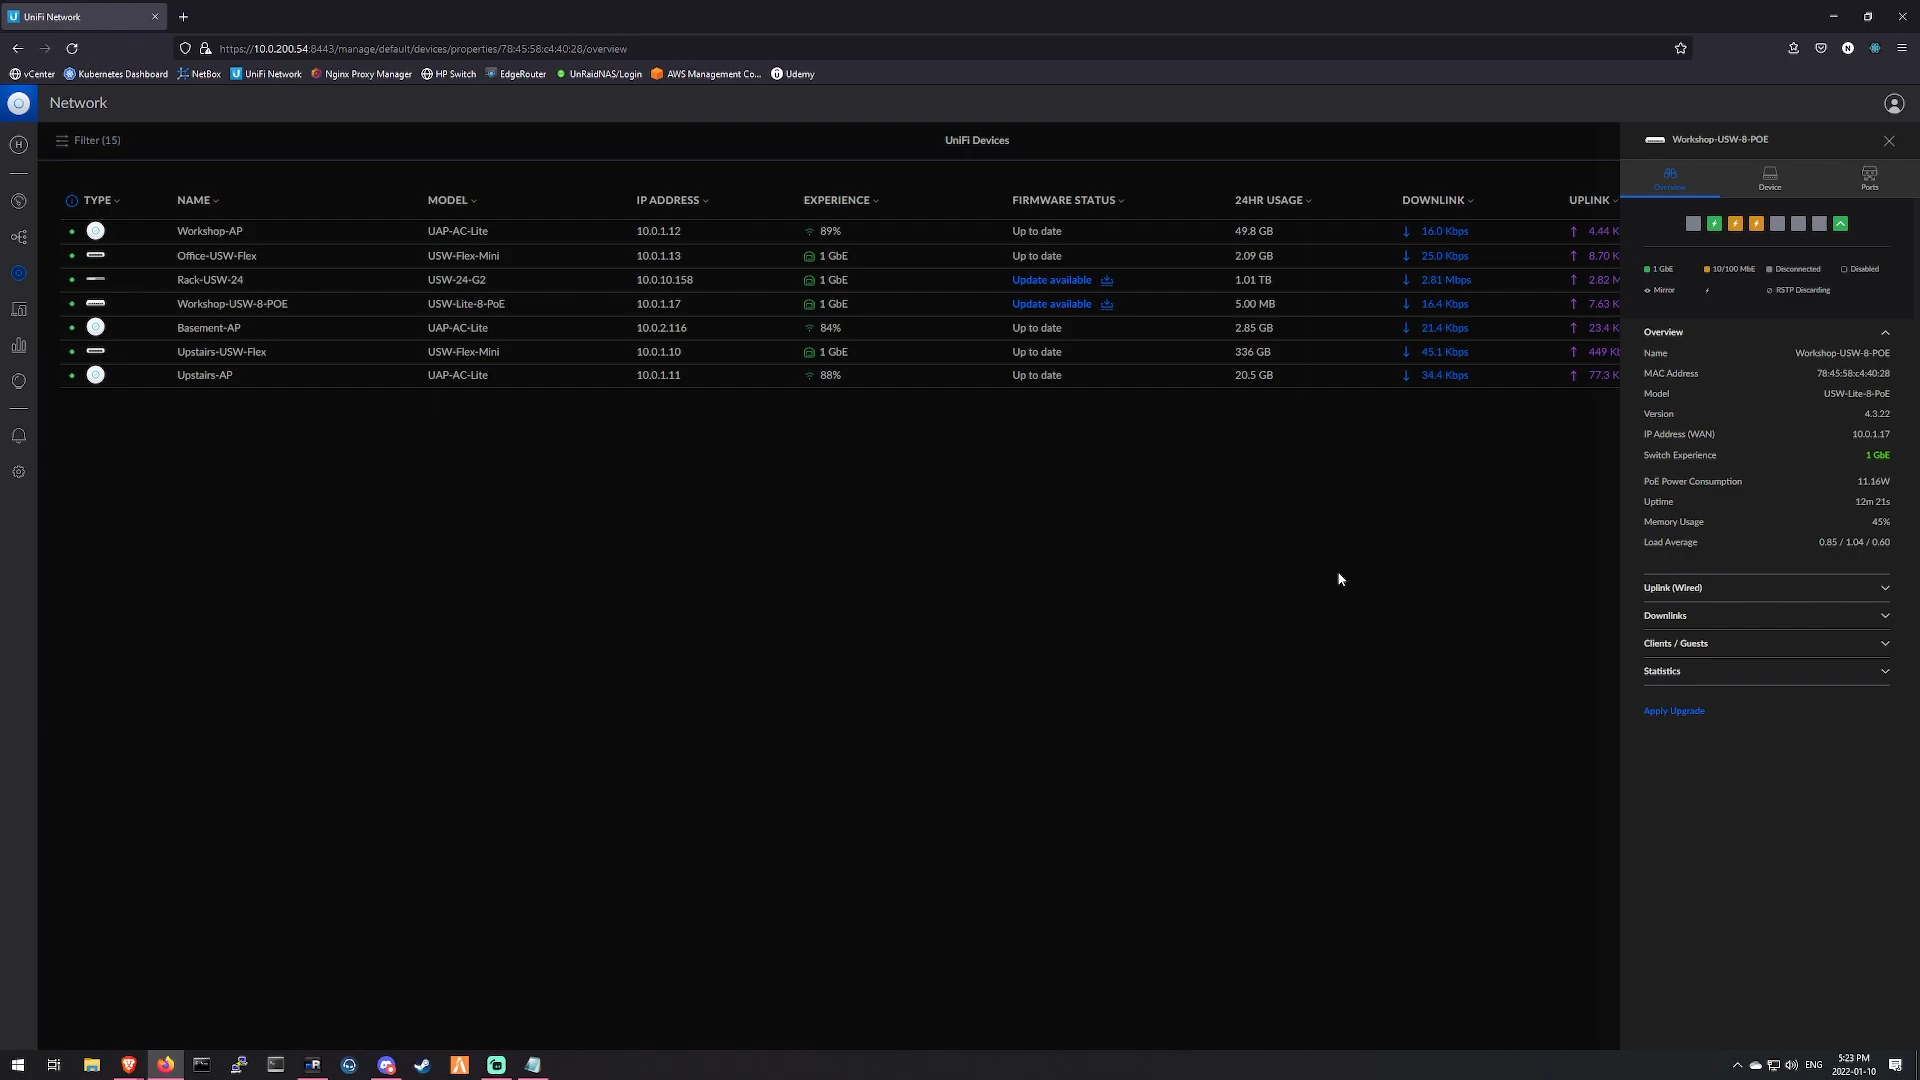 UniFi Network
https://10.0.200.54:8443/manage/default/devices/properties/78:45:58:c4:40:28/overview
vCenter Kubernetes Dashboard NetBox UniFi Network Nginx Proxy Manager HP Switch EdgeRouter UnRaidNAS/Login AWS Management Co... Udemy
Network
Filter (15) UniFi Devices Workshop-USW-8-POE
Overview Device Ports
TYPE NAME MODEL IP ADDRESS EXPERIENCE FIRMWARE STATUS 24HR USAGE DOWNLINK UPLINK
Workshop-AP UAP-AC-Lite 10.0.1.12 89% Up to date 49.8 GB 16.0 Kbps 4.44 K
Office-USW-Flex USW-Flex-Mini 10.0.1.13 1 GbE Up to date 2.09 GB 25.0 Kbps 8.70 K
Rack-USW-24 USW-24-G2 10.0.10.158 1 GbE Update available 1.01 TB 2.81 Mbps 2.82 M
Workshop-USW-8-POE USW-Lite-8-PoE 10.0.1.17 1 GbE Update available 5.00 MB 16.4 Kbps 7.63 K
Basement-AP UAP-AC-Lite 10.0.2.116 84% Up to date 2.85 GB 21.4 Kbps 23.4 K
Upstairs-USW-Flex USW-Flex-Mini 10.0.1.10 1 GbE Up to date 336 GB 45.1 Kbps 449 Kb
Upstairs-AP UAP-AC-Lite 10.0.1.11 88% Up to date 20.5 GB 34.4 Kbps 77.3 K
1 GbE 10/100 MbE Disconnected Disabled
Mirror RSTP Discarding
Overview
Name Workshop-USW-8-POE
MAC Address 78:45:58:c4:40:28
Model USW-Lite-8-PoE
Version 4.3.22
IP Address (WAN) 10.0.1.17
Switch Experience 1 GbE
PoE Power Consumption 11.16W
Uptime 12m 21s
Memory Usage 45%
Load Average 0.85 / 1.04 / 0.60
Uplink (Wired)
Downlinks
Clients / Guests
Statistics
Apply Upgrade
ENG 5:23 PM
2022-01-10